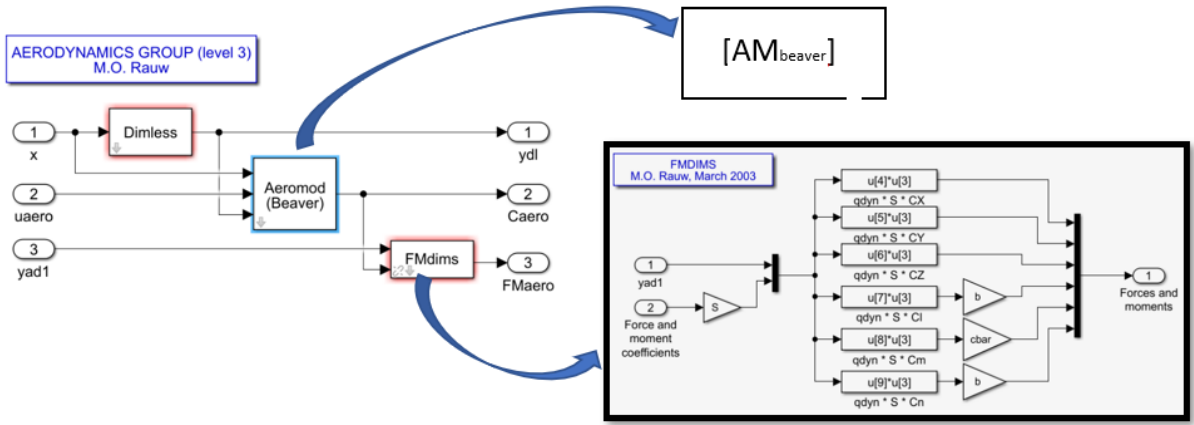 AERODYNAMICS GROUP (level 3)
M.O. Rauw
1
x
Dimless
1
ydl
2
uaero
Aeromod
(Beaver)
2
Caero
3
yad1
FMdims
¿?
3
FMaero
[AMbeaver]
FMDIMS
M.O. Rauw, March 2003
u[4]*u[3]
qdyn * S * CX
u[5]*u[3]
qdyn * S * CY
u[6]*u[3]
qdyn * S * CZ
1
yad1
2
Force and
moment
coefficients
S
u[7]*u[3]
qdyn * S * Cl
b
u[8]*u[3]
qdyn * S * Cm
cbar
u[9]*u[3]
qdyn * S * Cn
b
1
Forces and
moments